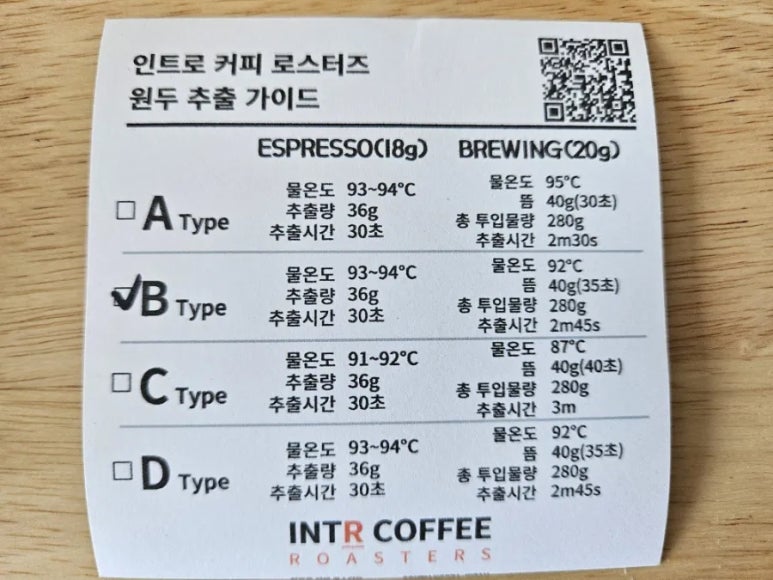 인트로 커피 로스터즈
원두 추출 가이드
ESPRESSO(18g) BREWING(20g)
A Type
물온도 93~94°C
추출량 36g
추출시간 30초
물온도 95°C
뜸 40g(30초)
총 투입물량 280g
추출시간 2m30s
B Type
물온도 93~94°C
추출량 36g
추출시간 30초
물온도 92°C
뜸 40g(35초)
총 투입물량 280g
추출시간 2m45s
C Type
물온도 91~92°C
추출량 36g
추출시간 30초
물온도 87°C
뜸 40g(40초)
총 투입물량 280g
추출시간 3m
D Type
물온도 93~94°C
추출량 36g
추출시간 30초
물온도 92°C
뜸 40g(35초)
총 투입물량 280g
추출시간 2m45s
INTR COFFEE
ROASTERS